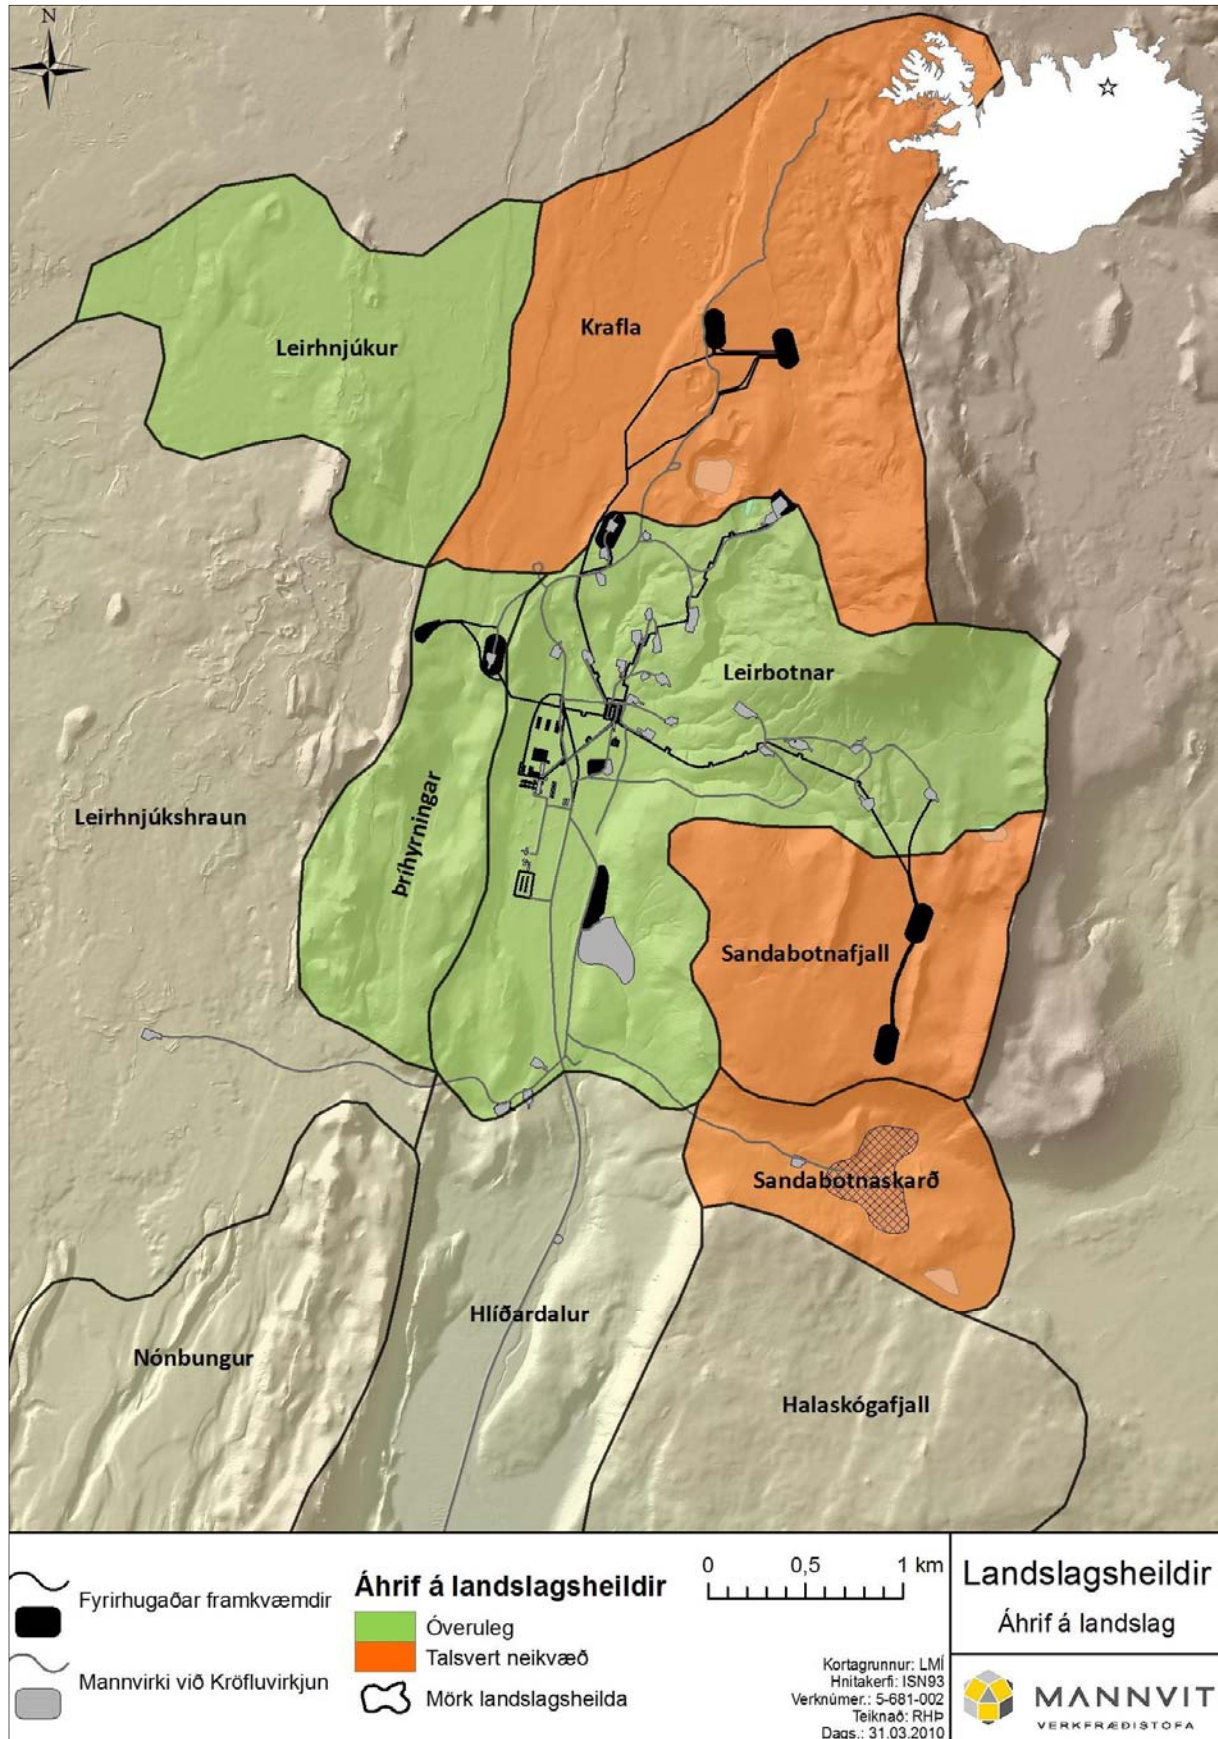 N
Krafla
Leirhnjúkur
Leirbotnar
Leirhnjúkshraun
Þríhyrningar
Sandabotnafjall
Sandabotnaskarð
Hlíðardalur
Nónbungur
Halaskógafjall
Fyrirhugaðar framkvæmdir
Mannvirki við Kröfluvirkjun
Áhrif á landslagsheildir
Óveruleg
Talsvert neikvæð
Mörk landslagsheilda
0 0,5 1 km
Kortagrunnur: LMÍ
Hnitakerfi: ISN93
Verknúmer.: 5-681-002
Teiknað: RHÞ
Dags.: 31.03.2010
Landslagsheildir
Áhrif á landslag
MANNVIT
VERKFRÆÐISTOFA